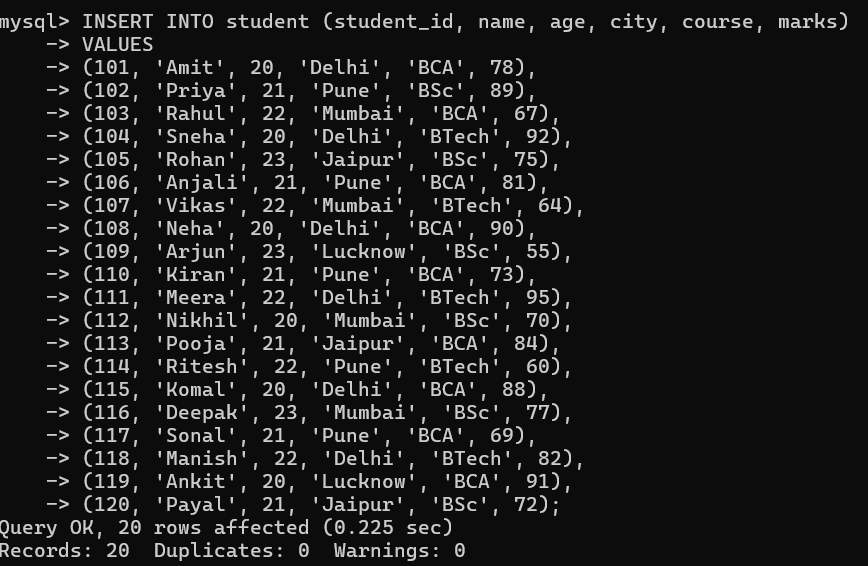 mysql> INSERT INTO student (student_id, name, age, city, course, marks)
    -> VALUES
    -> (101, 'Amit', 20, 'Delhi', 'BCA', 78),
    -> (102, 'Priya', 21, 'Pune', 'BSc', 89),
    -> (103, 'Rahul', 22, 'Mumbai', 'BCA', 67),
    -> (104, 'Sneha', 20, 'Delhi', 'BTech', 92),
    -> (105, 'Rohan', 23, 'Jaipur', 'BSc', 75),
    -> (106, 'Anjali', 21, 'Pune', 'BCA', 81),
    -> (107, 'Vikas', 22, 'Mumbai', 'BTech', 64),
    -> (108, 'Neha', 20, 'Delhi', 'BCA', 90),
    -> (109, 'Arjun', 23, 'Lucknow', 'BSc', 55),
    -> (110, 'Kiran', 21, 'Pune', 'BCA', 73),
    -> (111, 'Meera', 22, 'Delhi', 'BTech', 95),
    -> (112, 'Nikhil', 20, 'Mumbai', 'BSc', 70),
    -> (113, 'Pooja', 21, 'Jaipur', 'BCA', 84),
    -> (114, 'Ritesh', 22, 'Pune', 'BTech', 60),
    -> (115, 'Komal', 20, 'Delhi', 'BCA', 88),
    -> (116, 'Deepak', 23, 'Mumbai', 'BSc', 77),
    -> (117, 'Sonal', 21, 'Pune', 'BCA', 69),
    -> (118, 'Manish', 22, 'Delhi', 'BTech', 82),
    -> (119, 'Ankit', 20, 'Lucknow', 'BCA', 91),
    -> (120, 'Payal', 21, 'Jaipur', 'BSc', 72);
Query OK, 20 rows affected (0.225 sec)
Records: 20  Duplicates: 0  Warnings: 0